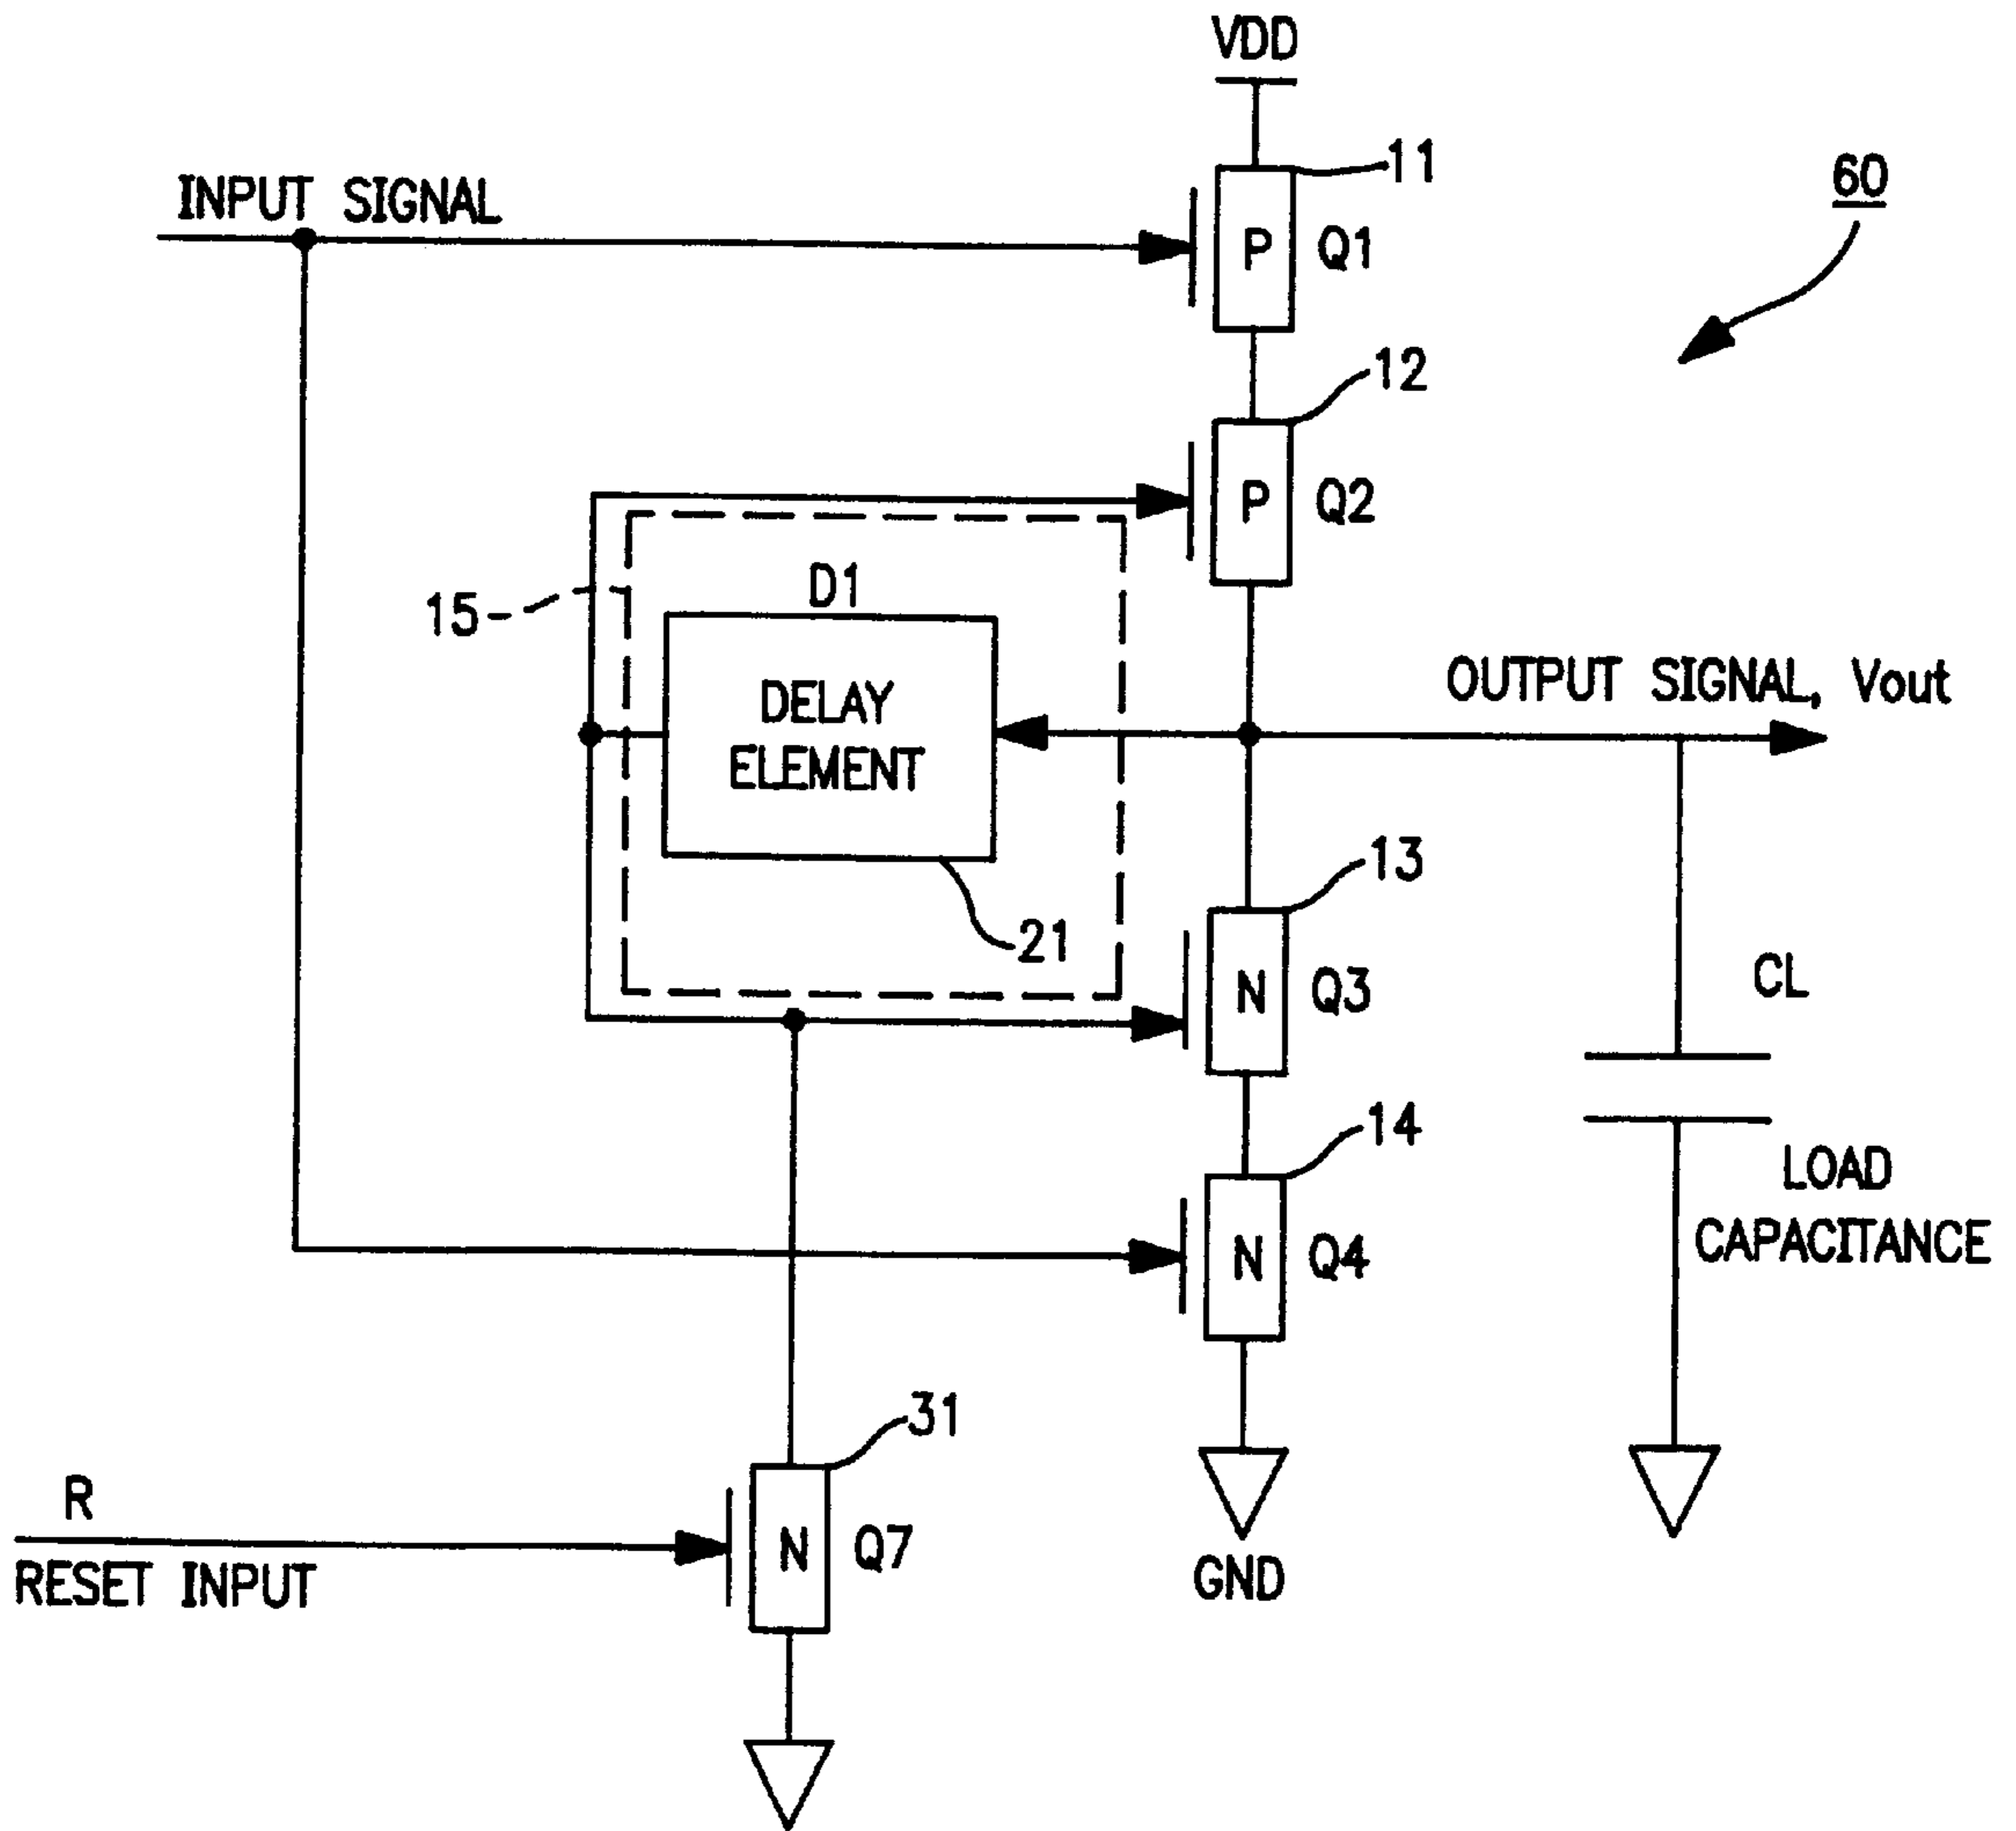 VDD
11
60
INPUT SIGNAL
P
Q1
12
P
Q2
15
D1
DELAY
ELEMENT
OUTPUT SIGNAL, Vout
13
21
N
Q3
CL
14
LOAD
CAPACITANCE
N
Q4
31
R
RESET INPUT
N
Q7
GND